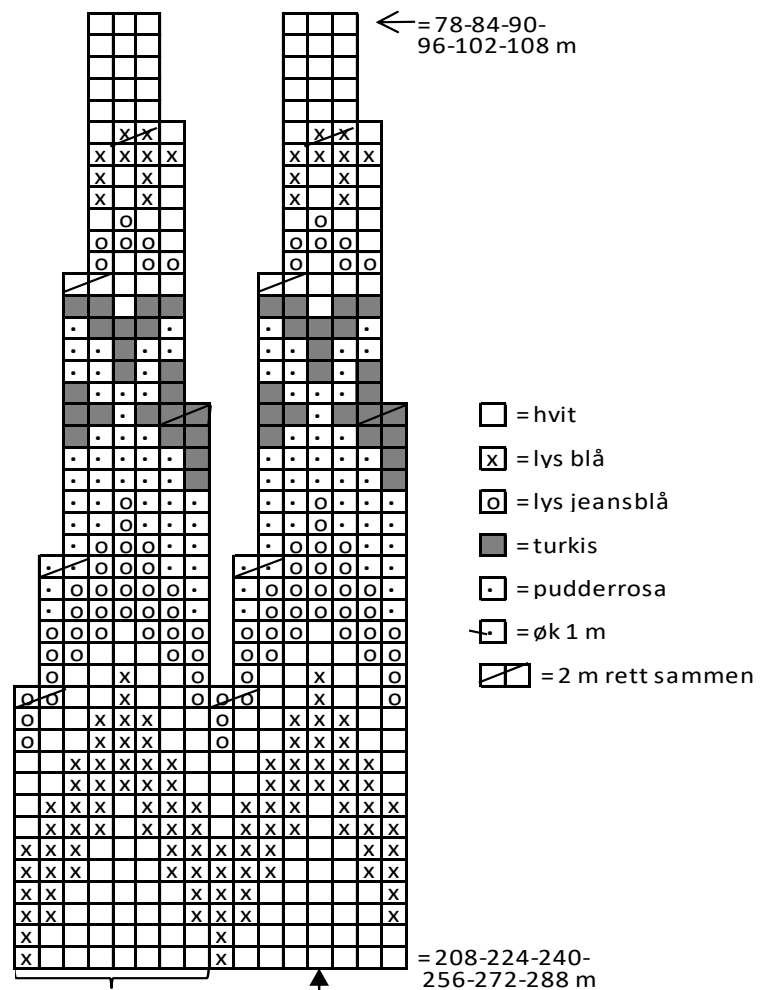 = 78-84-90-
96-102-108 m
= hvit
x = lys blå
o = lys jeansblå
= turkis
= pudderrosa
= øk 1 m
= 2 m rett sammen
= 208-224-240-
256-272-288 m